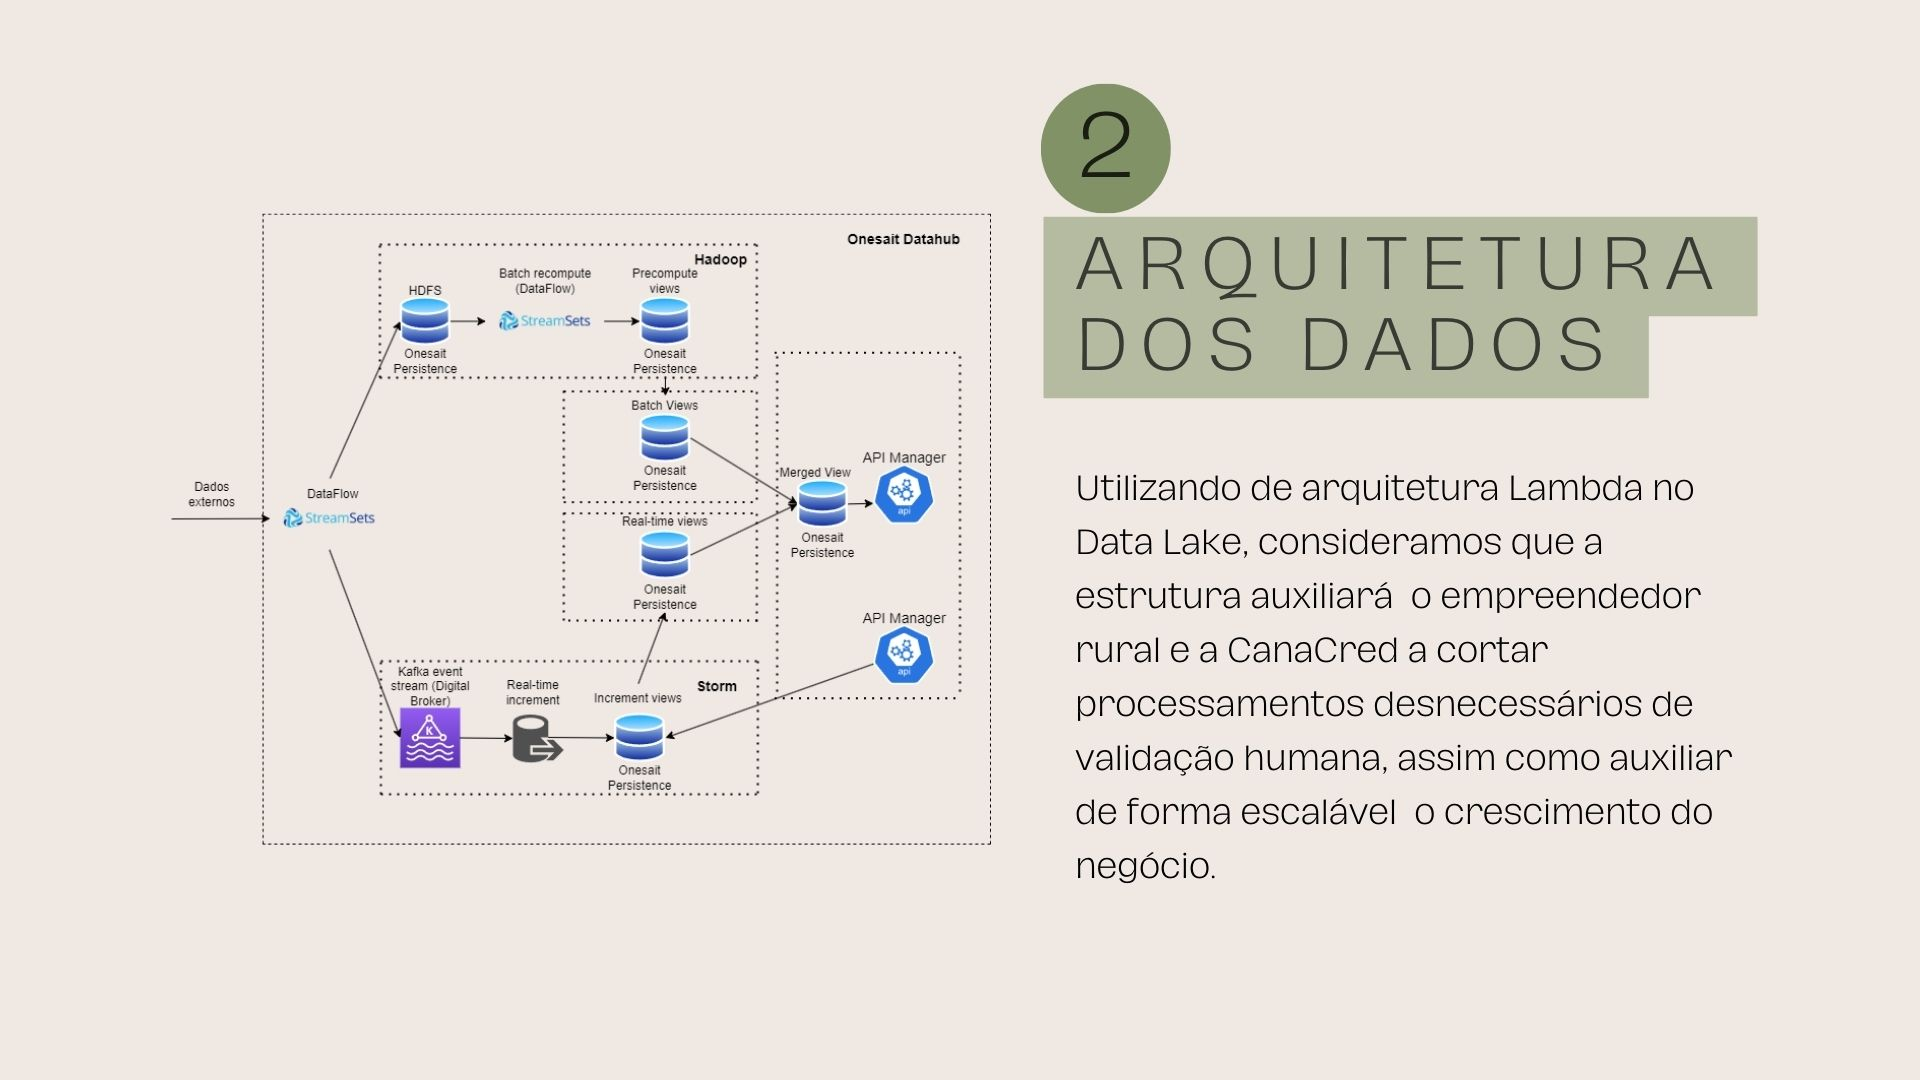 2
ARQUITETURA
DOS DADOS
Utilizando de arquitetura Lambda no
Data Lake, consideramos que a
estrutura auxiliará  o empreendedor
rural e a CanaCred a cortar
processamentos desnecessários de
validação humana, assim como auxiliar
de forma escalável  o crescimento do
negócio.
Onesait Datahub
Dados
externos
DataFlow
StreamSets
Hadoop
HDFS
Onesait
Persistence
Batch recompute
(DataFlow)
StreamSets
Precompute
views
Onesait
Persistence
Batch Views
Onesait
Persistence
Real-time views
Onesait
Persistence
Merged View
Onesait
Persistence
API Manager
api
API Manager
api
Storm
Kafka event
stream (Digital
Broker)
K
Real-time
increment
Increment views
Onesait
Persistence